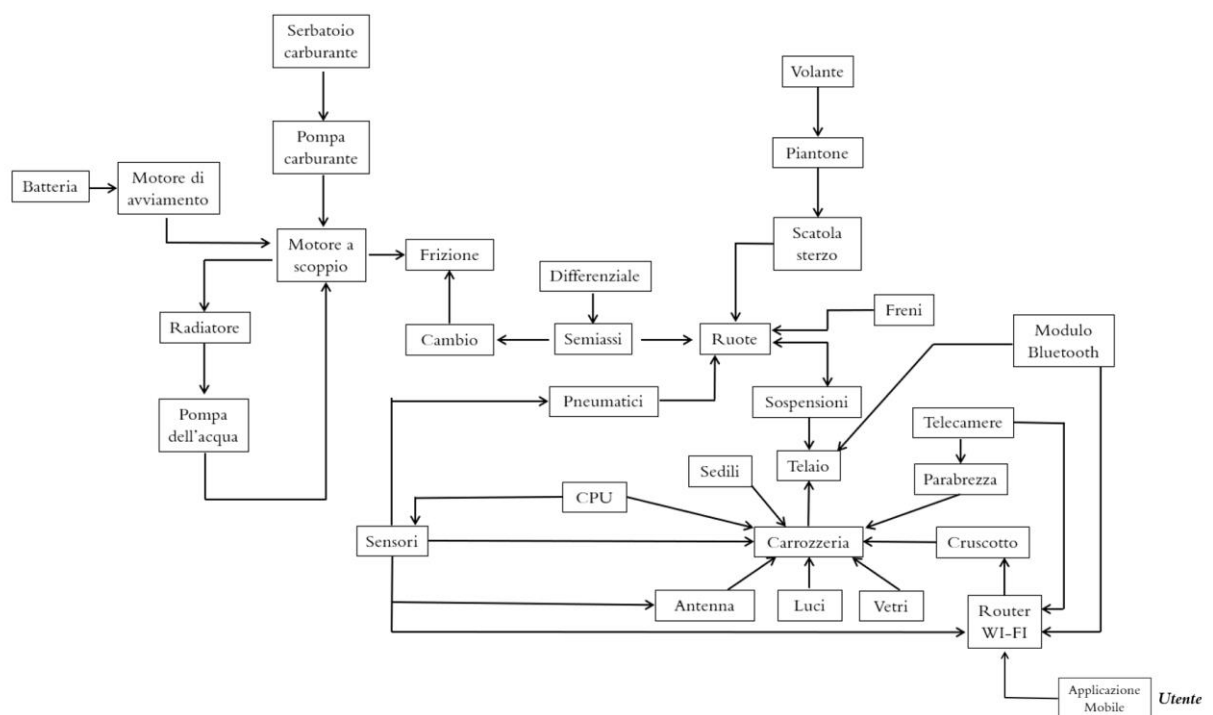 Serbatoio
carburante
Volante
Pompa
carburante
Piantone
Batteria
Motore di
avviamento
Motore a
scoppio
Frizione
Scatola
sterzo
Differenziale
Freni
Radiatore
Cambio
Semiassi
Ruote
Modulo
Bluetooth
Pneumatici
Sospensioni
Pompa
dell'acqua
Telecamere
Sedili
Telaio
Parabrezza
CPU
Sensori
Carrozzeria
Cruscotto
Antenna
Luci
Vetri
Router
WI-FI
Applicazione
Mobile
Utente